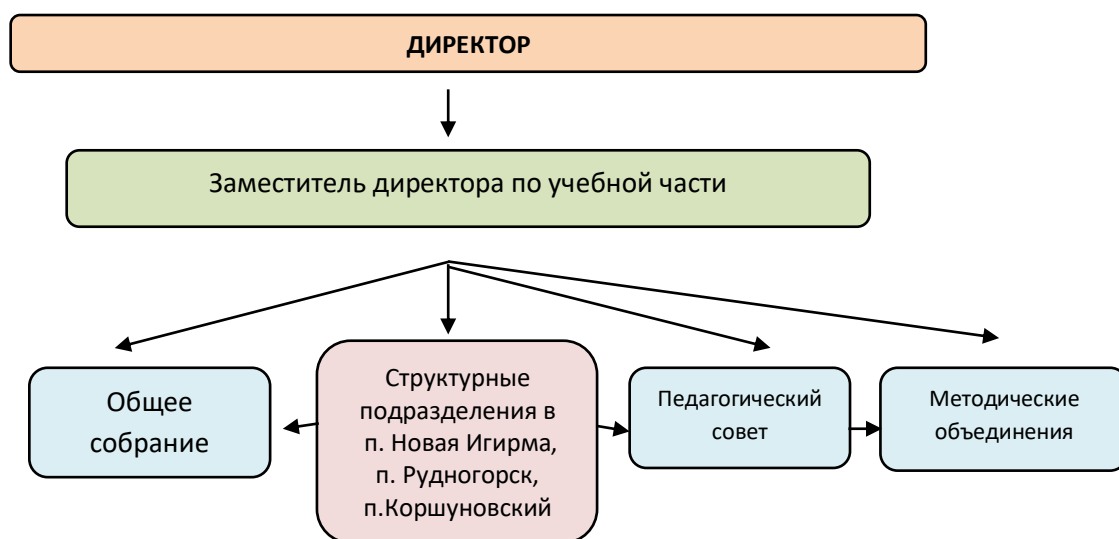 ДИРЕКТОР
Заместитель директора по учебной части
Общее
собрание
Структурные
подразделения в
п. Новая Игирма,
п. Рудногорск,
п.Коршуновский
Педагогический
совет
Методические
объединения